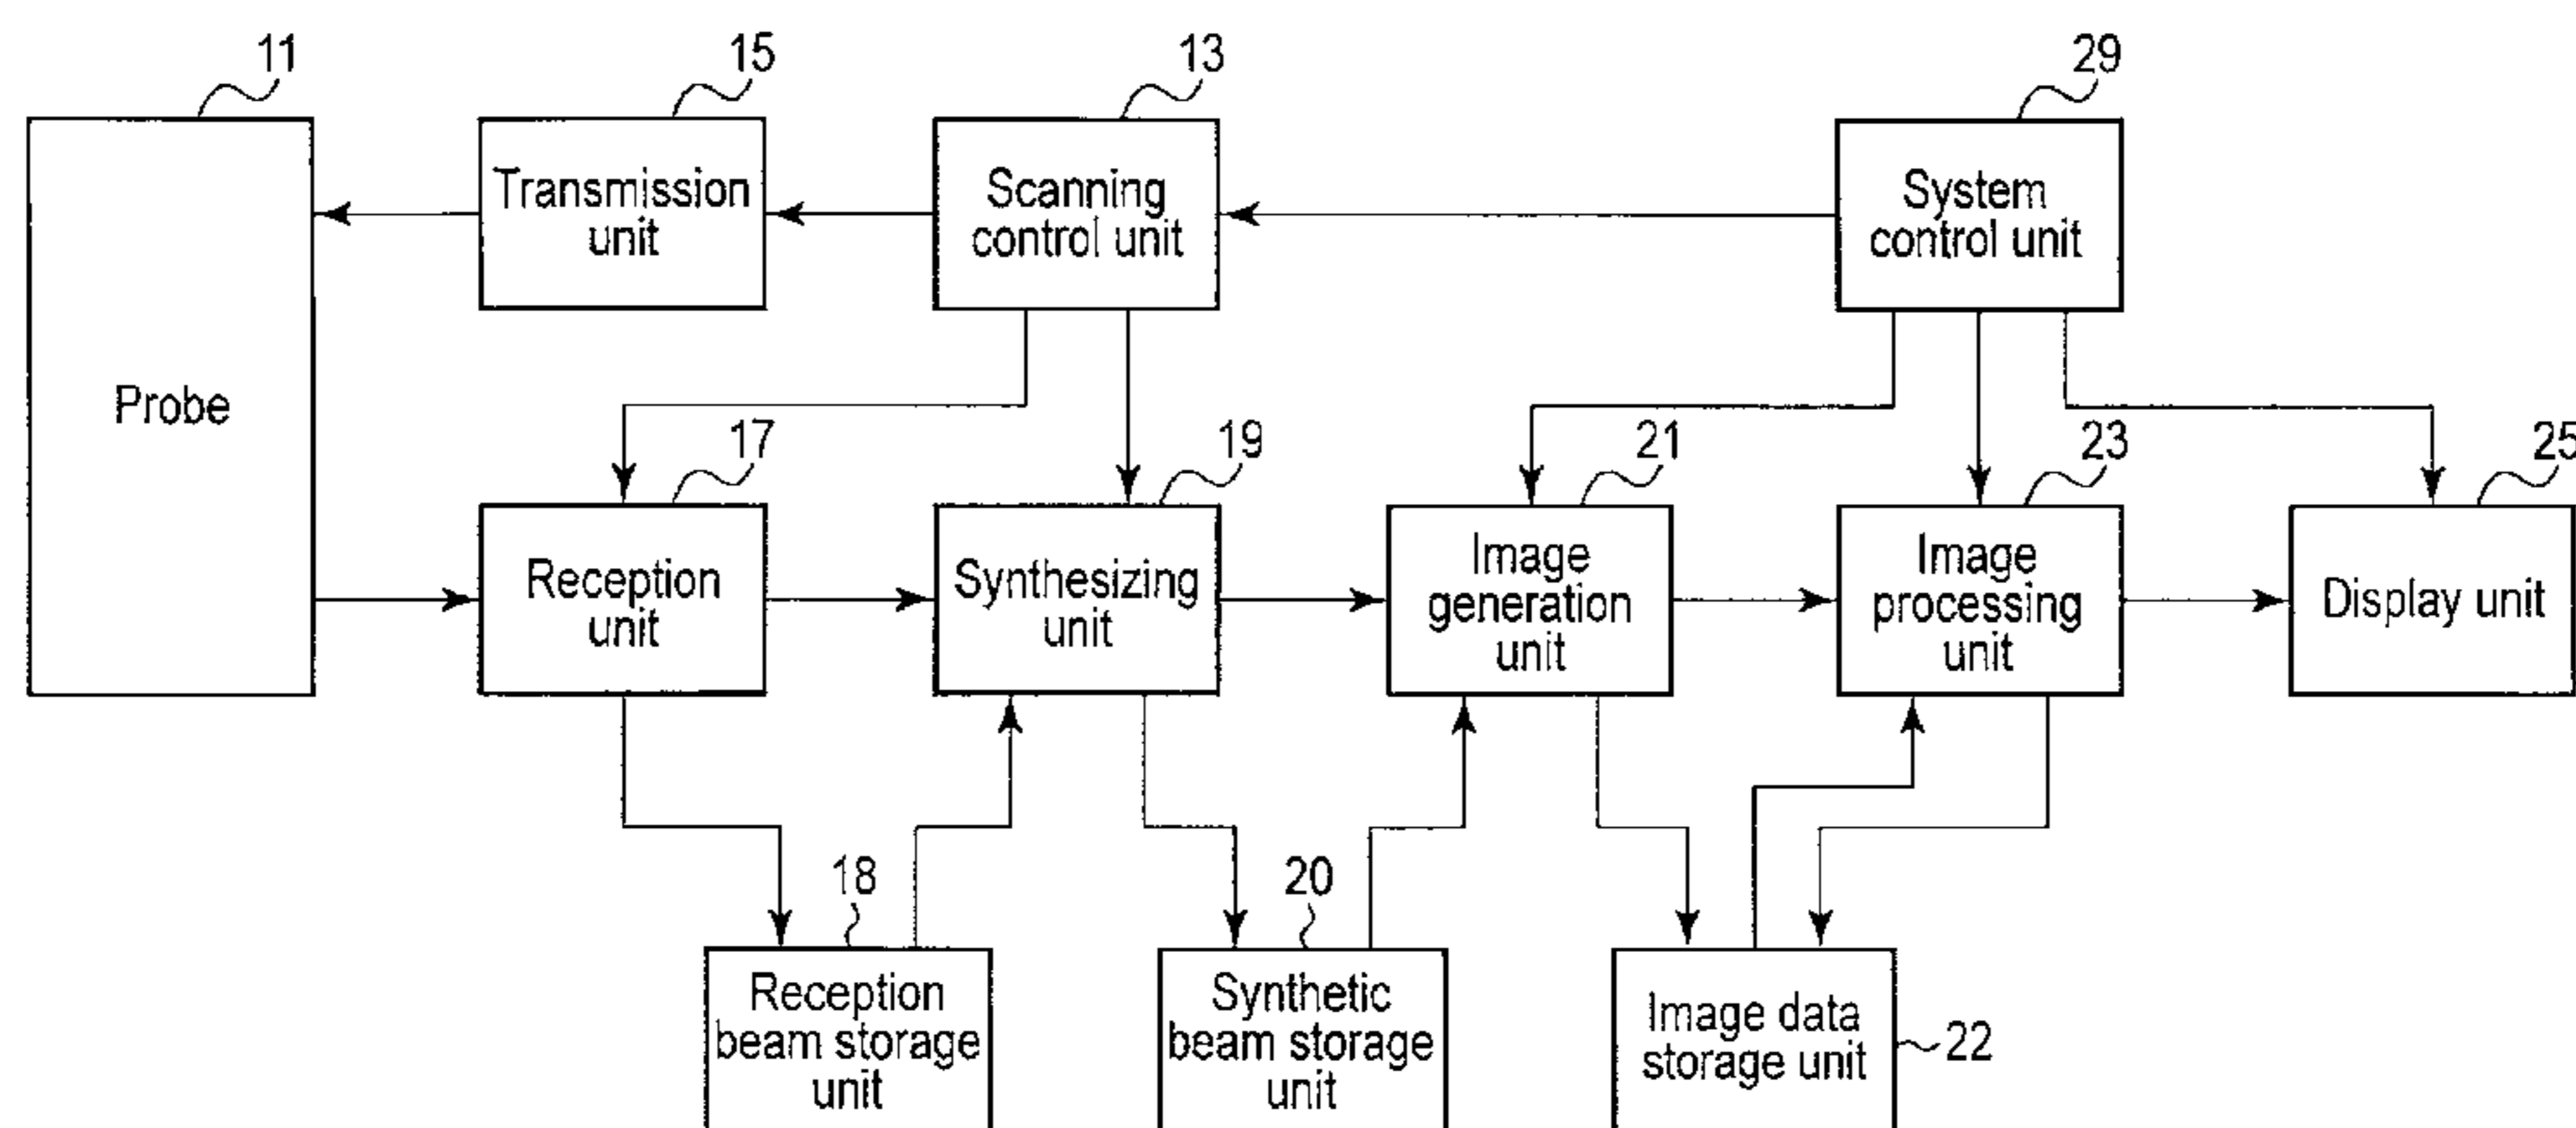 11
15
13
29
Probe
Transmission
unit
Scanning
control unit
System
control unit
17
19
21
23
25
Reception
unit
Synthesizing
unit
Image
generation
unit
Image
processing
unit
Display unit
18
20
22
Reception
beam storage
unit
Synthetic
beam storage
unit
Image data
storage unit